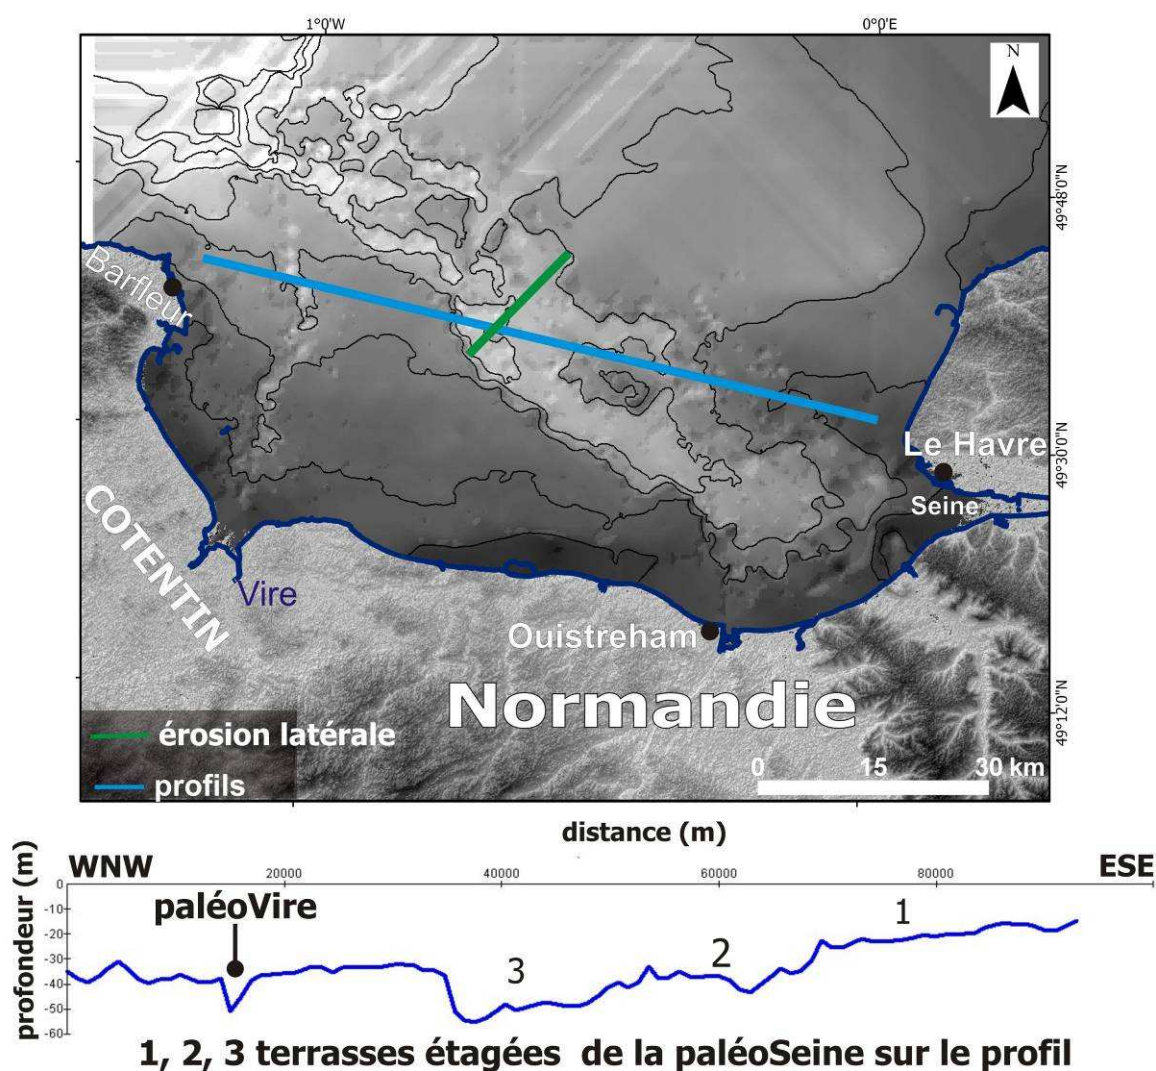 1°0'W
0°0'E
N
49°48'0"N
Barfleur
Le Havre
49°30'0"N
Seine
COTENTIN
Vire
Ouistreham
Normandie
49°12'0"N
érosion latérale
profils
0 15 30 km
distance (m)
profondeur (m)
WNW
ESE
20000 40000 60000 80000
0
-10
-20
-30
-40
-50
-60
paléoVire
1
2
3
1, 2, 3 terrasses étagées de la paléoSeine sur le profil